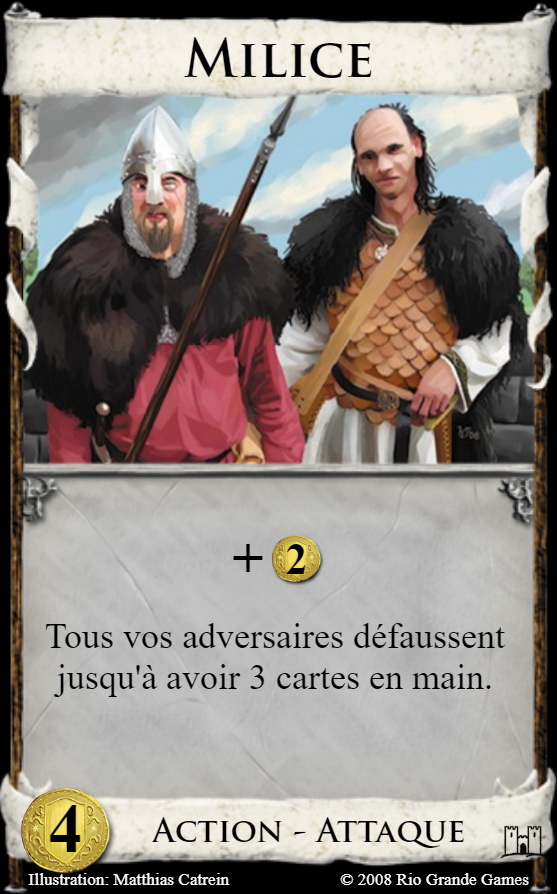 MILICE
+ 2
Tous vos adversaires défaussent
jusqu'à avoir 3 cartes en main.
4
ACTION - ATTAQUE
Illustration: Matthias Catrein
© 2008 Rio Grande Games